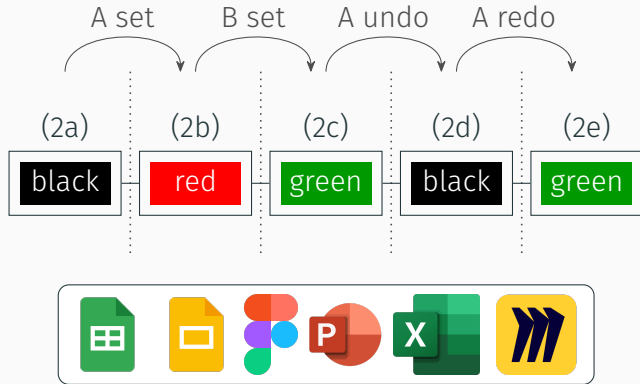 A set B set A undo A redo
(2a) (2b) (2c) (2d) (2e)
black red green black green
P X